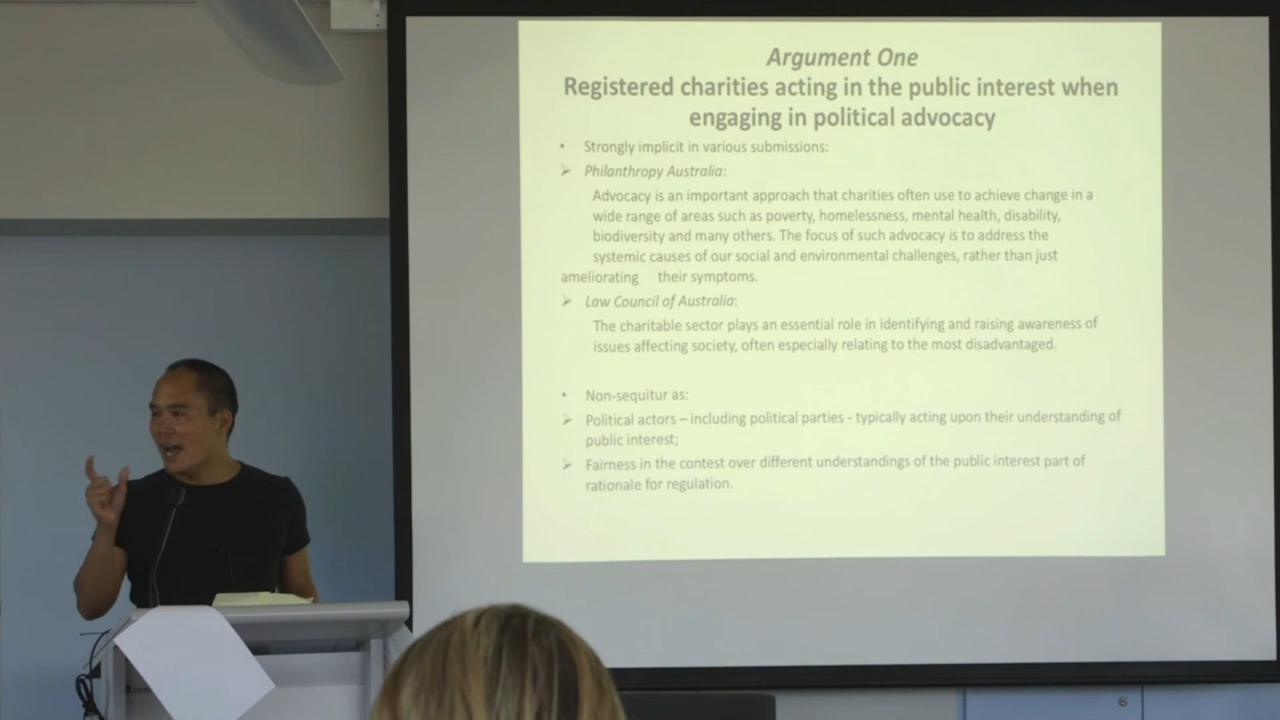 Argument One
Registered charities acting in the public interest when
engaging in political advocacy
• Strongly implicit in various submissions:
➢ Philanthropy Australia:
Advocacy is an important approach that charities often use to achieve change in a
wide range of areas such as poverty, homelessness, mental health, disability,
biodiversity and many others. The focus of such advocacy is to address the
systemic causes of our social and environmental challenges, rather than just
ameliorating their symptoms.
➢ Law Council of Australia:
The charitable sector plays an essential role in identifying and raising awareness of
issues affecting society, often especially relating to the most disadvantaged.
• Non-sequitur as:
➢ Political actors – including political parties - typically acting upon their understanding of
public interest;
➢ Fairness in the contest over different understandings of the public interest part of
rationale for regulation.